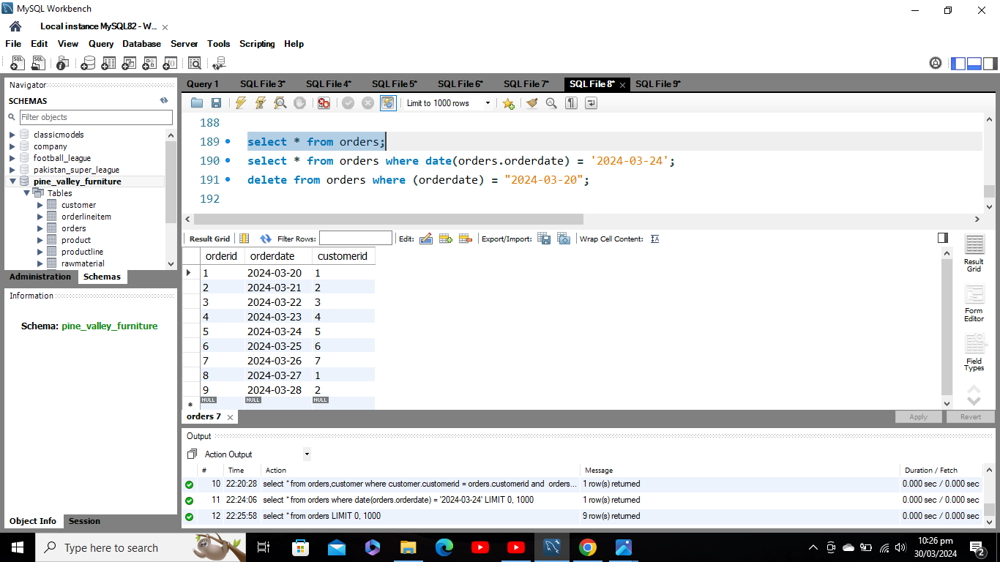 MySQL Workbench
Local instance MySQL82 - W...
File Edit View Query Database Server Tools Scripting Help
Navigator
SCHEMAS
Filter objects
classicmodels
company
football_league
pakistan_super_league
pine_valley_furniture
Tables
customer
orderlineitem
orders
product
productline
rawmaterial
Administration Schemas
Information
Schema: pine_valley_furniture
Object Info Session
Query 1 SQL File 3* SQL File 4* SQL File 5* SQL File 6* SQL File 7* SQL File 8* SQL File 9*
Limit to 1000 rows
188
189 select * from orders;
190 select * from orders where date(orders.orderdate) = '2024-03-24';
191 delete from orders where (orderdate) = "2024-03-20";
192
Result Grid Filter Rows: Edit: Export/Import: Wrap Cell Content:
orderid orderdate customerid
1 2024-03-20 1
2 2024-03-21 2
3 2024-03-22 3
4 2024-03-23 4
5 2024-03-24 5
6 2024-03-25 6
7 2024-03-26 7
8 2024-03-27 1
9 2024-03-28 2
NULL NULL NULL
Result Grid
Form Editor
Field Types
orders 7
Apply Revert
Output
Action Output
# Time Action Message Duration / Fetch
10 22:20:28 select * from orders,customer where customer.customerid = orders.customerid and orders... 1 row(s) returned 0.000 sec / 0.000 sec
11 22:24:06 select * from orders where date(orders.orderdate) = '2024-03-24' LIMIT 0, 1000 1 row(s) returned 0.000 sec / 0.000 sec
12 22:25:58 select * from orders LIMIT 0, 1000 9 row(s) returned 0.000 sec / 0.000 sec
Type here to search
10:26 pm
30/03/2024
2